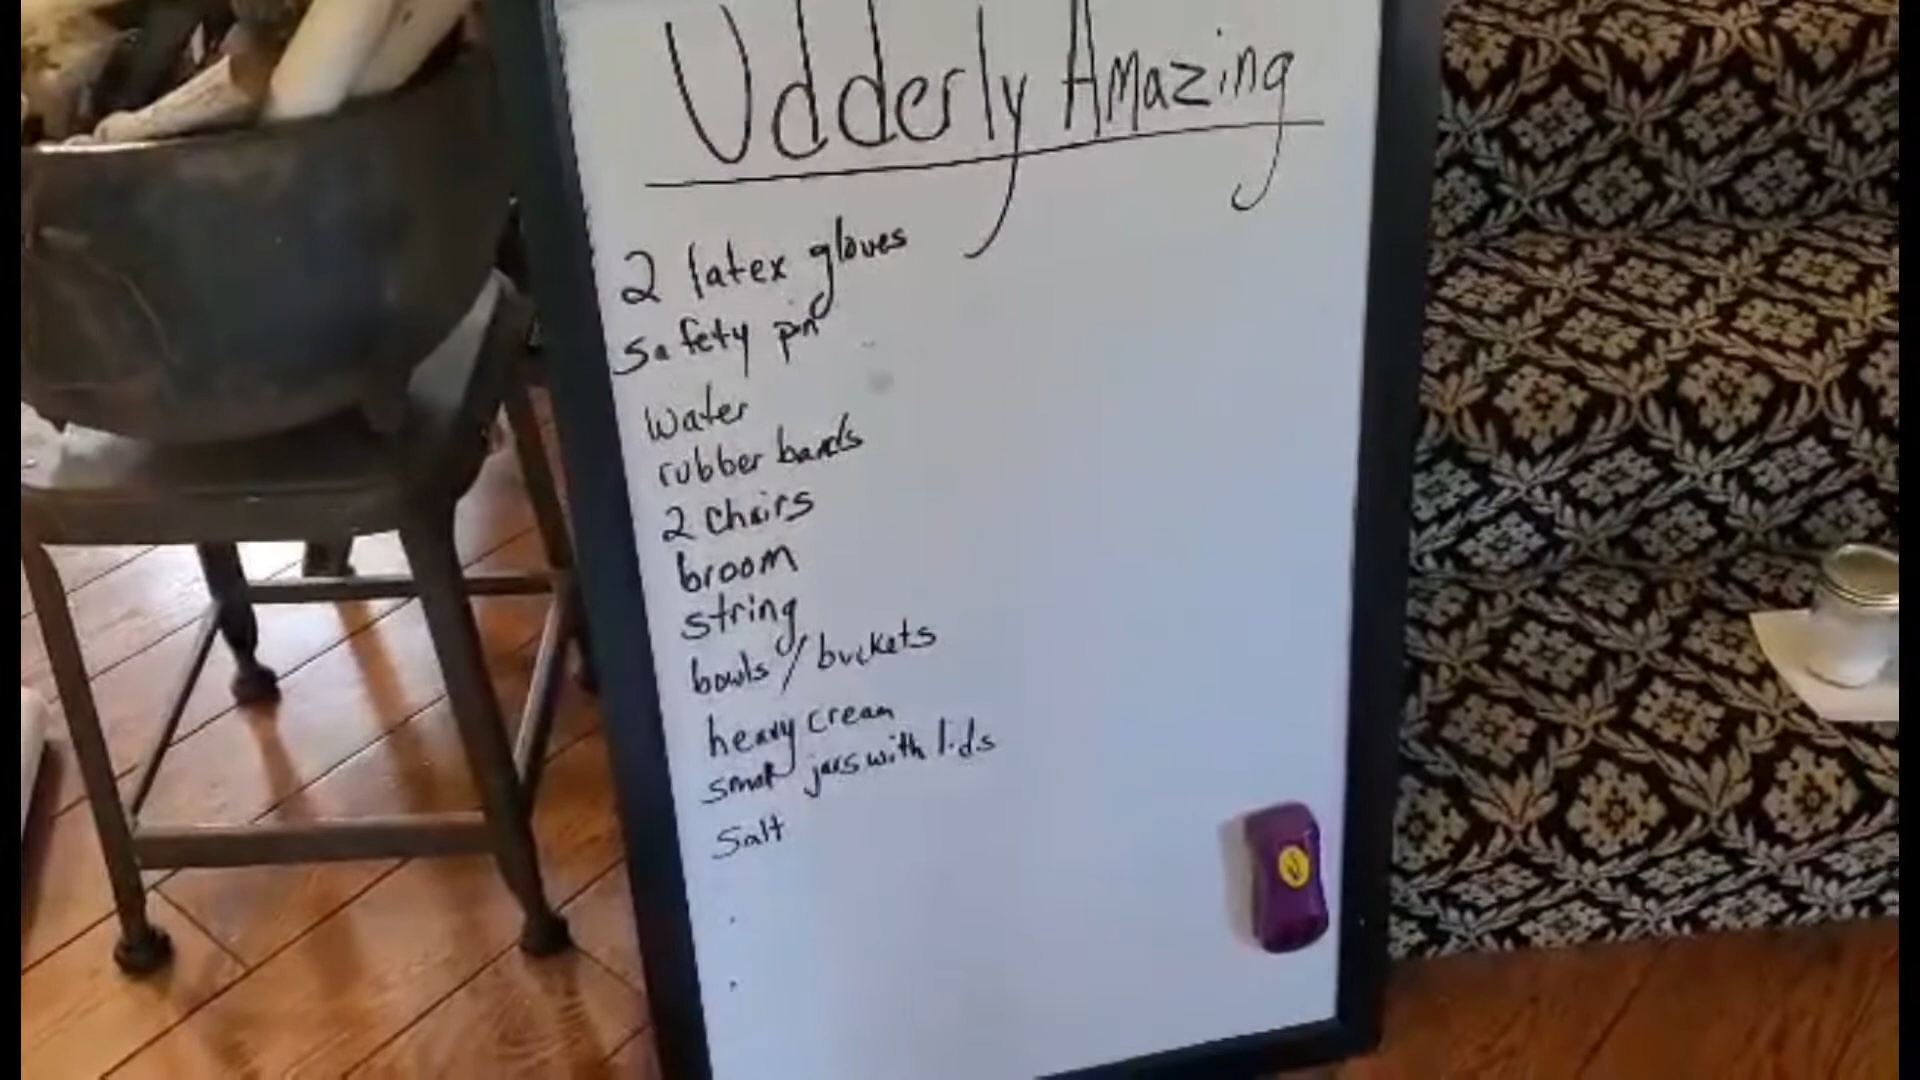 Udderly Amazing
2 latex gloves
safety pin
water
rubber bands
2 chairs
broom
string
bowls / buckets
heavy cream
small jars with lids
salt